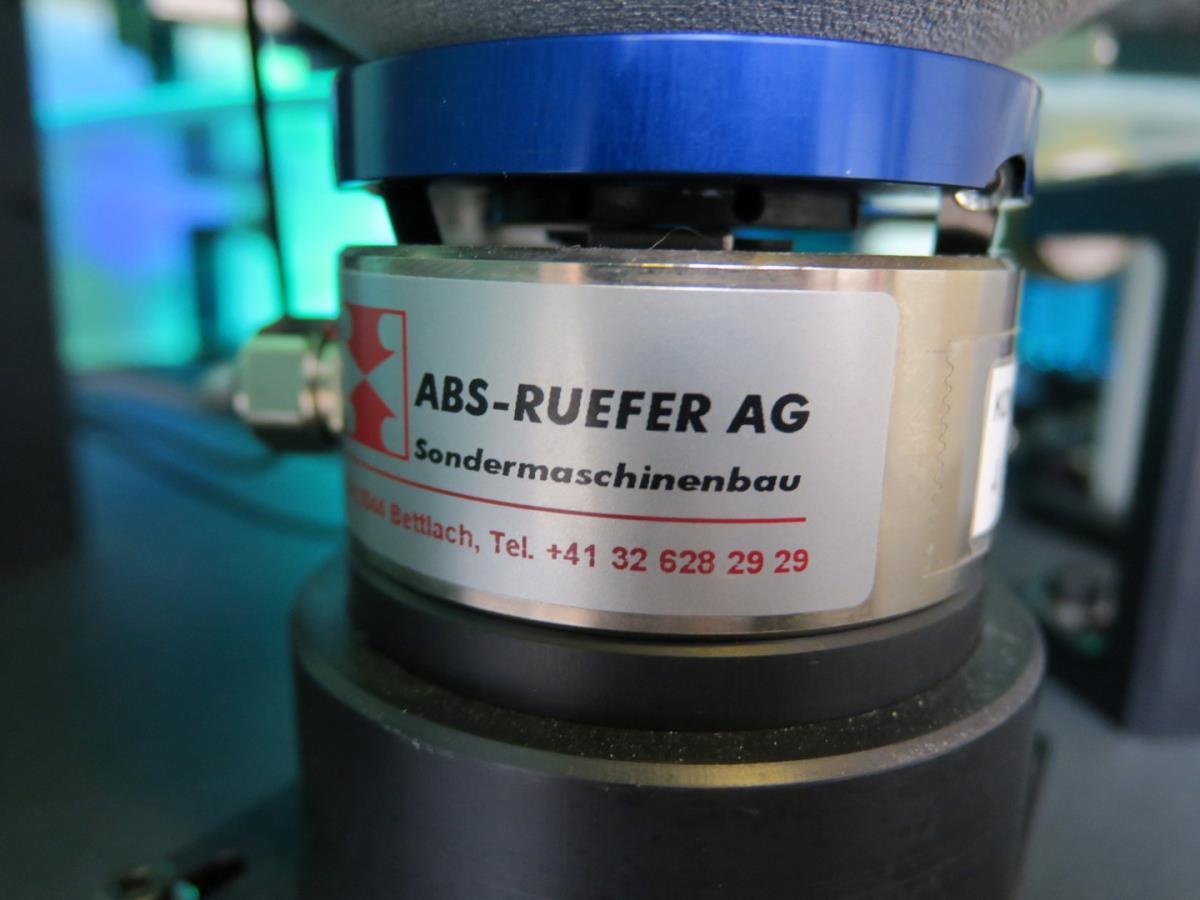 ABS-RUEFER AG
Sondermaschinenbau
Bettlach, Tel. +41 32 628 29 29